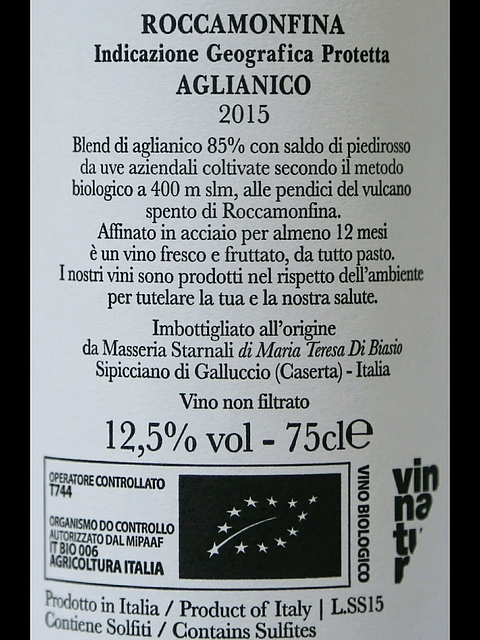 ROCCAMONFINA
Indicazione Geografica Protetta
AGLIANICO
2015
Blend di aglianico 85% con saldo di piedirosso
da uve aziendali coltivate secondo il metodo
biologico a 400 m slm, alle pendici del vulcano
spento di Roccamonfina.
Affinato in acciaio per almeno 12 mesi
è un vino fresco e fruttato, da tutto pasto.
I nostri vini sono prodotti nel rispetto dell'ambiente
per tutelare la tua e la nostra salute.
Imbottigliato all'origine
da Masseria Starnali di Maria Teresa Di Biasio
Sipicciano di Galluccio (Caserta) - Italia
Vino non filtrato
12,5% vol - 75cl℮
OPERATORE CONTROLLATO
T744
ORGANISMO DO CONTROLLO
AUTORIZZATO DAL MiPAAF
IT BIO 006
AGRICOLTURA ITALIA
VINO BIOLOGICO
vin
na
tu
r
Prodotto in Italia / Product of Italy | L.SS15
Contiene Solfiti / Contains Sulfites